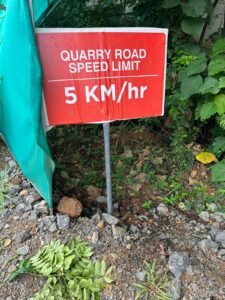 QUARRY ROAD
SPEED LIMIT
5 KM/hr